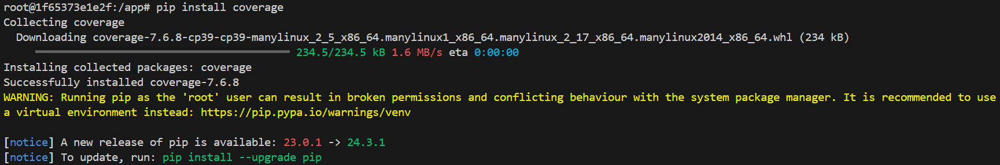 root@1f65373e1e2f:/app# pip install coverage
Collecting coverage
  Downloading coverage-7.6.8-cp39-cp39-manylinux_2_5_x86_64.manylinux1_x86_64.manylinux_2_17_x86_64.manylinux2014_x86_64.whl (234 kB)
234.5/234.5 kB 1.6 MB/s eta 0:00:00
Installing collected packages: coverage
Successfully installed coverage-7.6.8
WARNING: Running pip as the 'root' user can result in broken permissions and conflicting behaviour with the system package manager. It is recommended to use
a virtual environment instead: https://pip.pypa.io/warnings/venv
[notice] A new release of pip is available: 23.0.1 -> 24.3.1
[notice] To update, run: pip install --upgrade pip